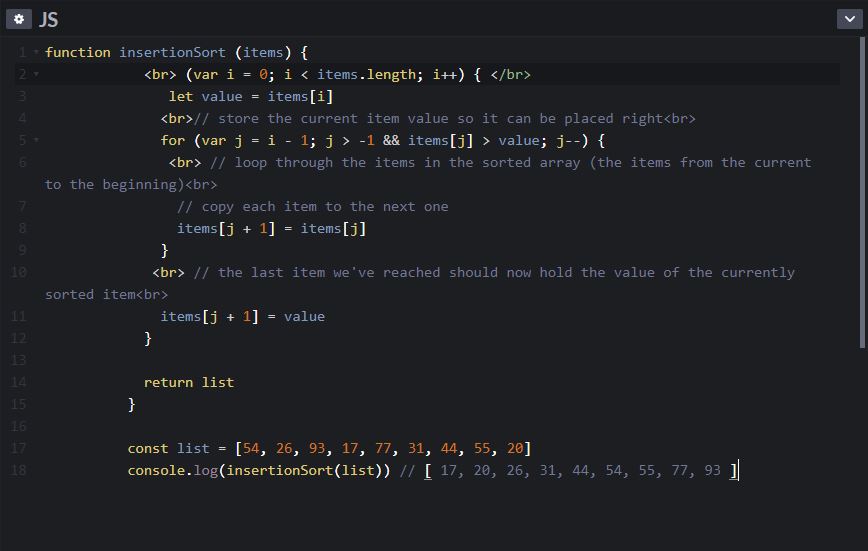 JS
1 function insertionSort (items) {
2 <br> (var i = 0; i < items.length; i++) { </br>
3 let value = items[i]
4 <br>// store the current item value so it can be placed right<br>
5 for (var j = i - 1; j > -1 && items[j] > value; j--) {
6 <br> // loop through the items in the sorted array (the items from the current
to the beginning)<br>
7 // copy each item to the next one
8 items[j + 1] = items[j]
9 }
10 <br> // the last item we've reached should now hold the value of the currently
sorted item<br>
11 items[j + 1] = value
12 }
13
14 return list
15 }
16
17 const list = [54, 26, 93, 17, 77, 31, 44, 55, 20]
18 console.log(insertionSort(list)) // [ 17, 20, 26, 31, 44, 54, 55, 77, 93 ]